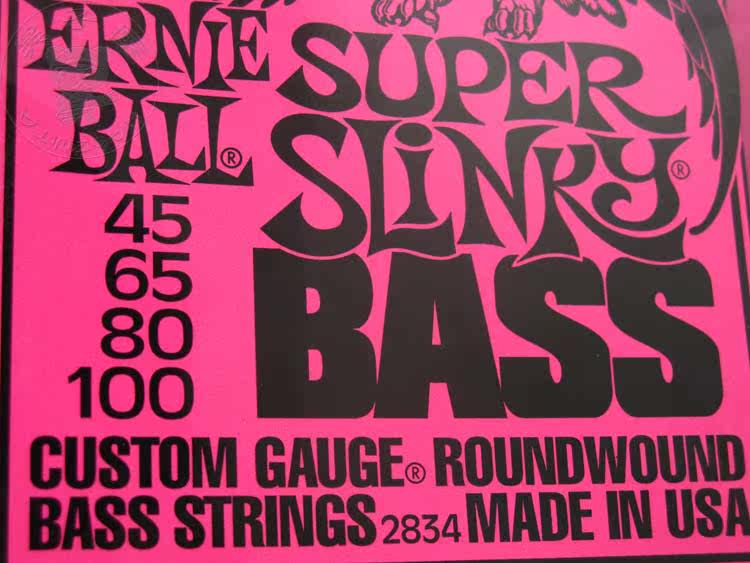 ERNIE BALL®
SUPER SLINKY®
BASS
45
65
80
100
CUSTOM GAUGE® ROUNDWOUND
BASS STRINGS 2834 MADE IN USA